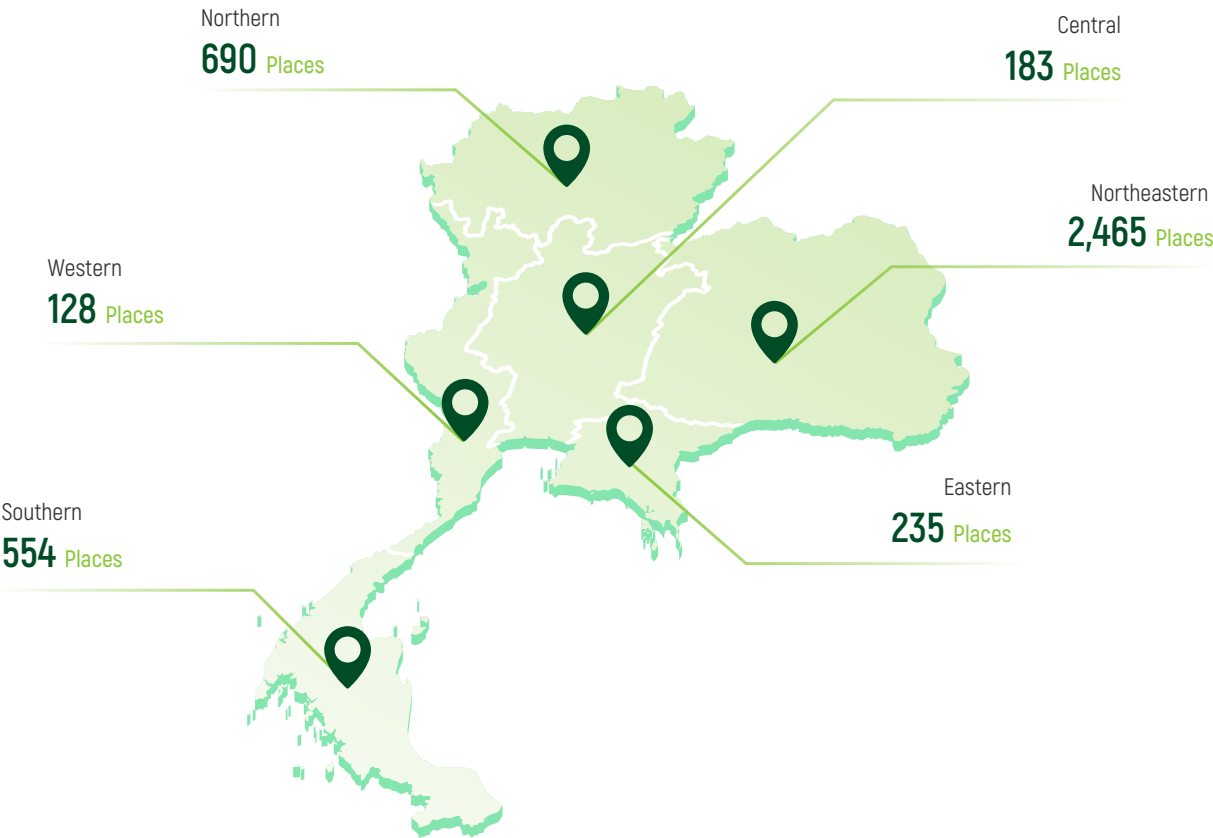 Northern
690 Places
Central
183 Places
Northeastern
2,465 Places
Western
128 Places
Eastern
235 Places
Southern
554 Places